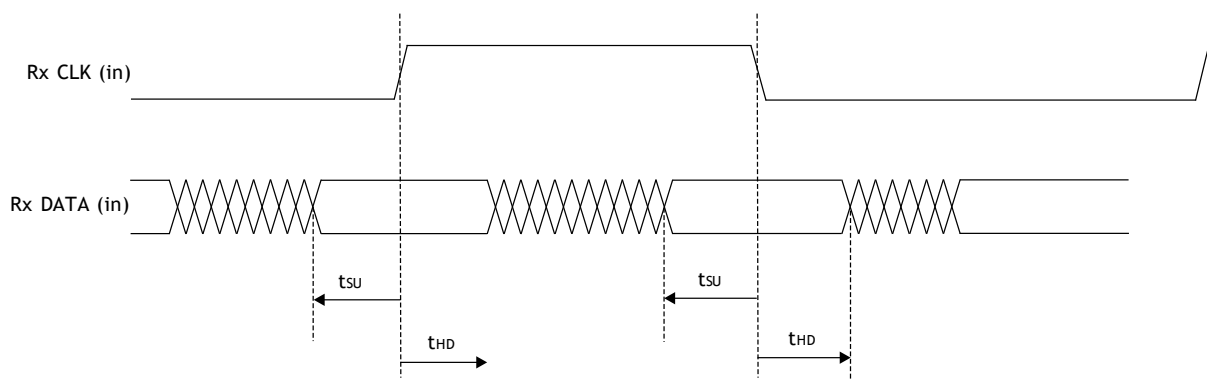 Rx CLK (in)
Rx DATA (in)
tSU
tSU
tHD
tHD